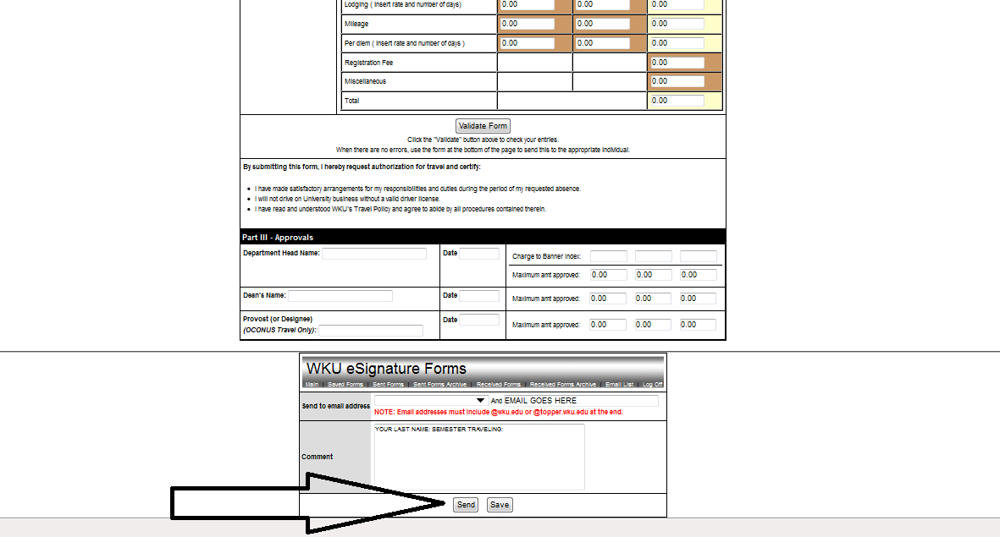 Lodging ( Insert rate and number of days) 0.00 0.00 0.00
Mileage 0.00 0.00 0.00
Per diem ( Insert rate and number of days ) 0.00 0.00 0.00
Registration Fee 0.00
Miscellaneous 0.00
Total 0.00
Validate Form
Click the "Validate" button above to check your entries.
When there are no errors, use the form at the bottom of the page to send this to the appropriate individual.
By submitting this form, I hereby request authorization for travel and certify:
• I have made satisfactory arrangements for my responsibilities and duties during the period of my requested absence.
• I will not drive on University business without a valid driver license.
• I have read and understood WKU's Travel Policy and agree to abide by all procedures contained therein.
Part III - Approvals
Department Head Name: Date Charge to Banner Index:
Maximum amt approved: 0.00 0.00 0.00
Dean's Name: Date Maximum amt approved: 0.00 0.00 0.00
Provost (or Designee)
(OCONUS Travel Only): Date Maximum amt approved: 0.00 0.00 0.00
WKU eSignature Forms
Main | Saved Forms | Sent Forms | Sent Forms Archive | Received Forms | Received Forms Archive | Email List | Log Off
Send to email address And EMAIL GOES HERE
NOTE: Email addresses must include @wku.edu or @topper.wku.edu at the end.
Comment
YOUR LAST NAME: SEMESTER TRAVELING:
Send Save